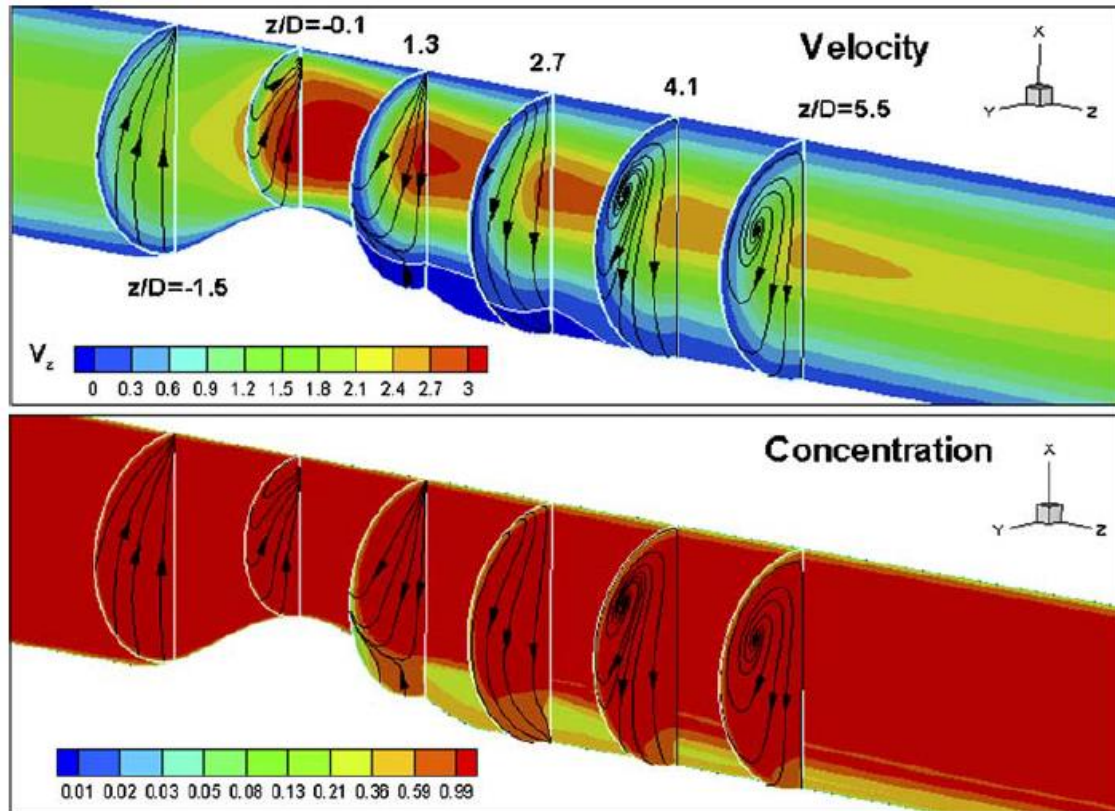 z/D=-0.1
1.3
2.7
4.1
z/D=5.5
Velocity
X
Y
Z
z/D=-1.5
Vz
0 0.3 0.6 0.9 1.2 1.5 1.8 2.1 2.4 2.7 3
Concentration
X
Y
Z
0.01 0.02 0.03 0.05 0.08 0.13 0.21 0.36 0.59 0.99